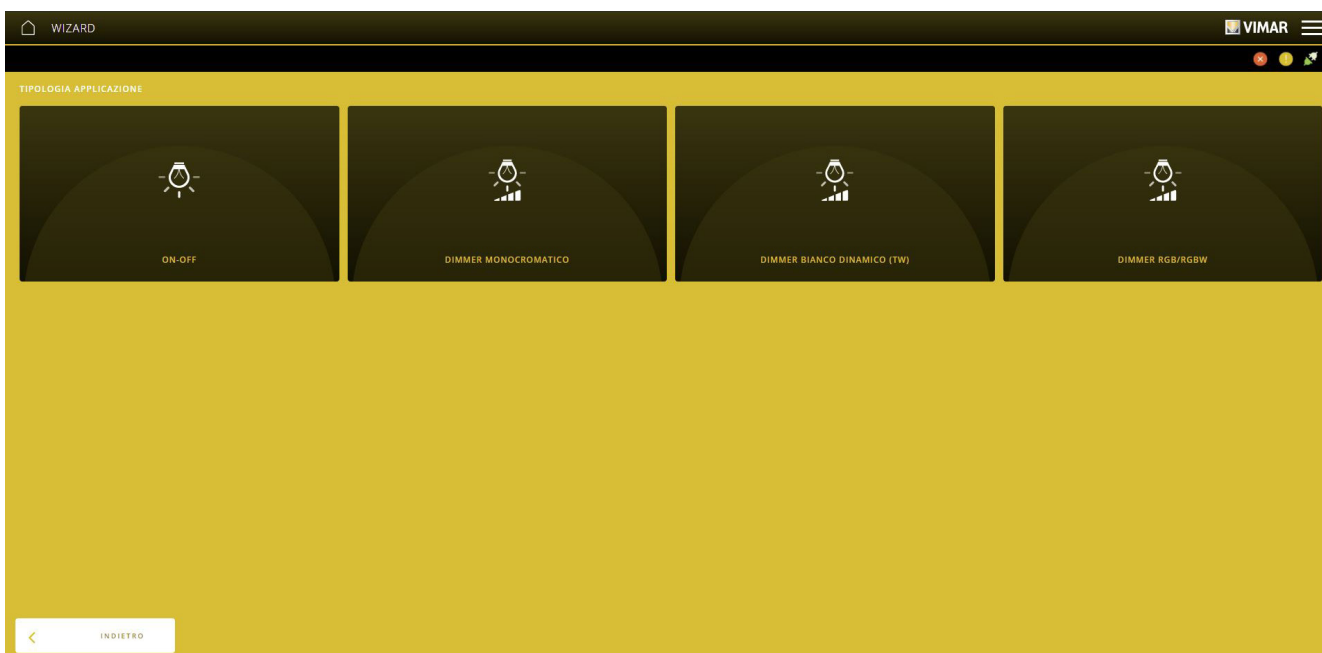 WIZARD
VIMAR
TIPOLOGIA APPLICAZIONE
ON-OFF
DIMMER MONOCROMATICO
DIMMER BIANCO DINAMICO (TW)
DIMMER RGB/RGBW
INDIETRO